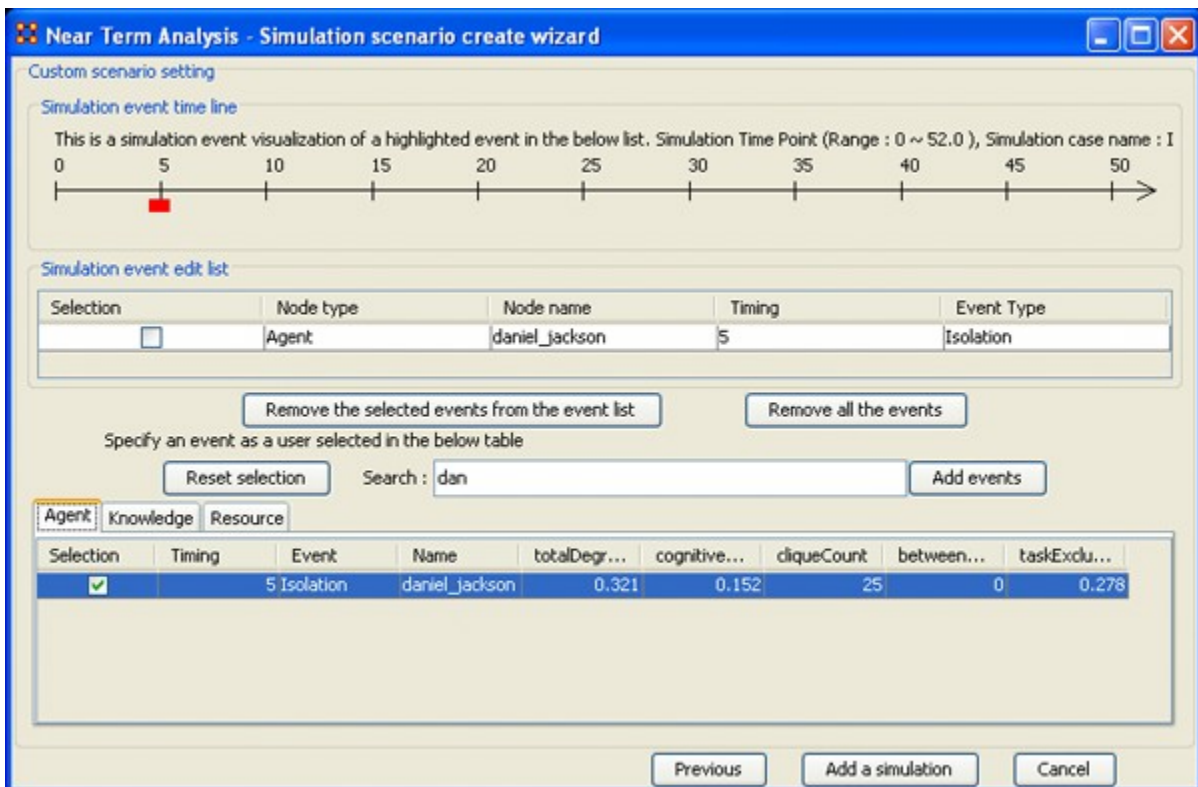 Near Term Analysis - Simulation scenario create wizard
Custom scenario setting
Simulation event time line
This is a simulation event visualization of a highlighted event in the below list. Simulation Time Point (Range : 0 ~ 52.0 ), Simulation case name : I
0 5 10 15 20 25 30 35 40 45 50
Simulation event edit list
Selection Node type Node name Timing Event Type
Agent daniel_jackson 5 Isolation
Remove the selected events from the event list Remove all the events
Specify an event as a user selected in the below table
Reset selection Search : dan Add events
Agent Knowledge Resource
Selection Timing Event Name totalDegr... cognitive... cliqueCount between... taskExclu...
5 Isolation daniel_jackson 0.321 0.152 25 0 0.278
Previous Add a simulation Cancel